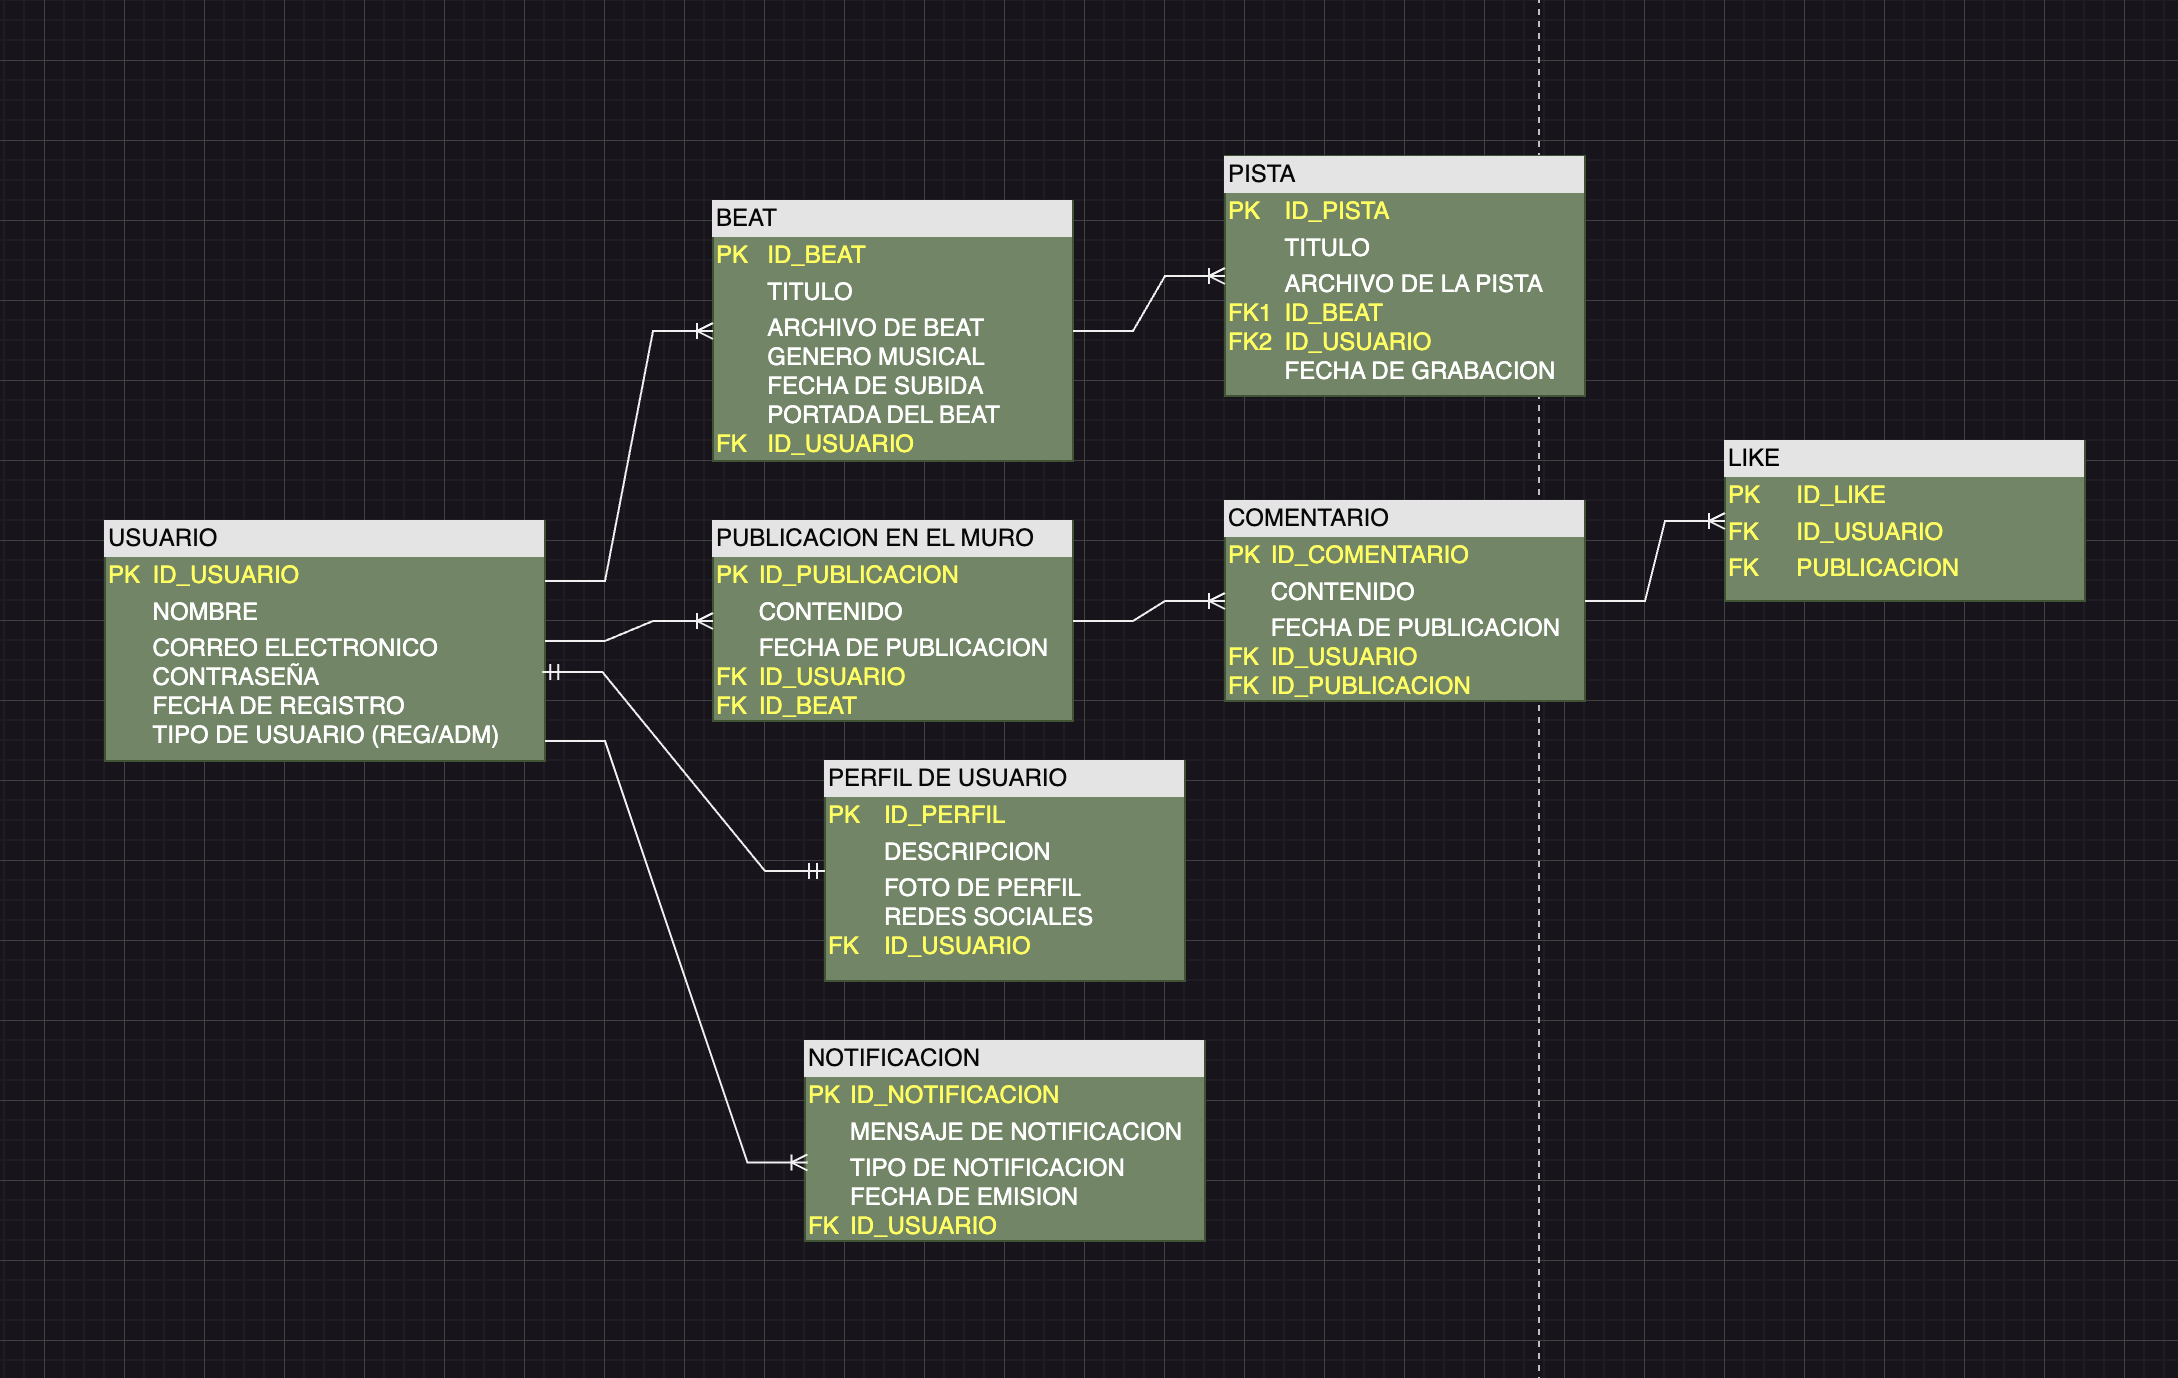 USUARIO
PK ID_USUARIO
NOMBRE
CORREO ELECTRONICO
CONTRASEÑA
FECHA DE REGISTRO
TIPO DE USUARIO (REG/ADM)
BEAT
PK ID_BEAT
TITULO
ARCHIVO DE BEAT
GENERO MUSICAL
FECHA DE SUBIDA
PORTADA DEL BEAT
FK ID_USUARIO
PUBLICACION EN EL MURO
PK ID_PUBLICACION
CONTENIDO
FECHA DE PUBLICACION
FK ID_USUARIO
FK ID_BEAT
PERFIL DE USUARIO
PK ID_PERFIL
DESCRIPCION
FOTO DE PERFIL
REDES SOCIALES
FK ID_USUARIO
NOTIFICACION
PK ID_NOTIFICACION
MENSAJE DE NOTIFICACION
TIPO DE NOTIFICACION
FECHA DE EMISION
FK ID_USUARIO
PISTA
PK ID_PISTA
TITULO
ARCHIVO DE LA PISTA
FK1 ID_BEAT
FK2 ID_USUARIO
FECHA DE GRABACION
COMENTARIO
PK ID_COMENTARIO
CONTENIDO
FECHA DE PUBLICACION
FK ID_USUARIO
FK ID_PUBLICACION
LIKE
PK ID_LIKE
FK ID_USUARIO
FK PUBLICACION